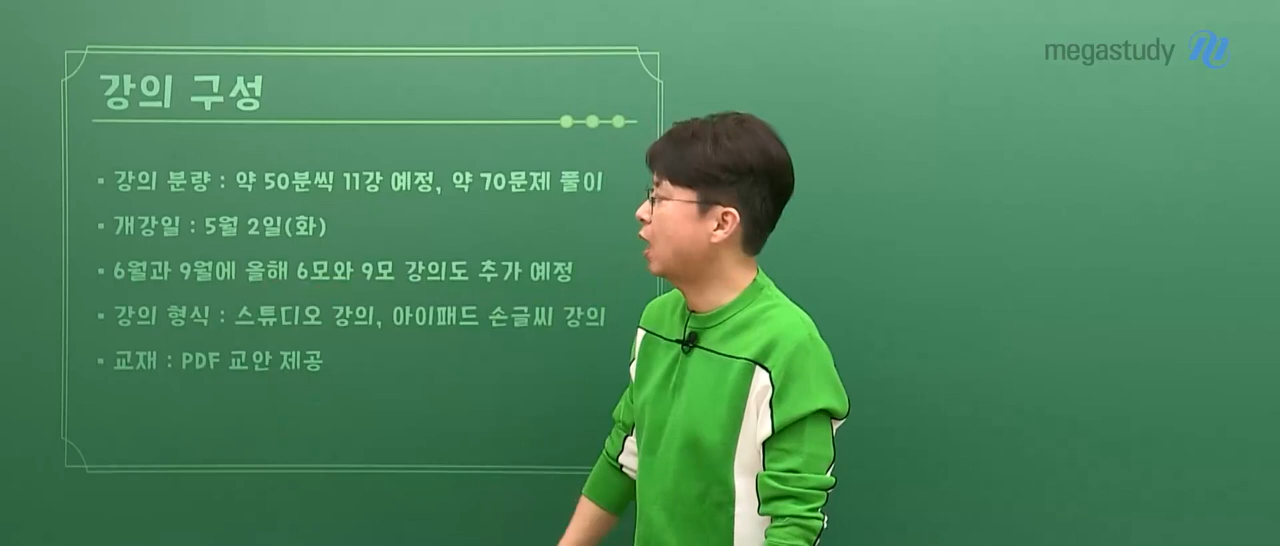 megastudy
강의 구성
▪ 강의 분량 : 약 50분씩 11강 예정, 약 70문제 풀이
▪ 개강일 : 5월 2일(화)
▪ 6월과 9월에 올해 6모와 9모 강의도 추가 예정
▪ 강의 형식 : 스튜디오 강의, 아이패드 손글씨 강의
▪ 교재 : PDF 교안 제공